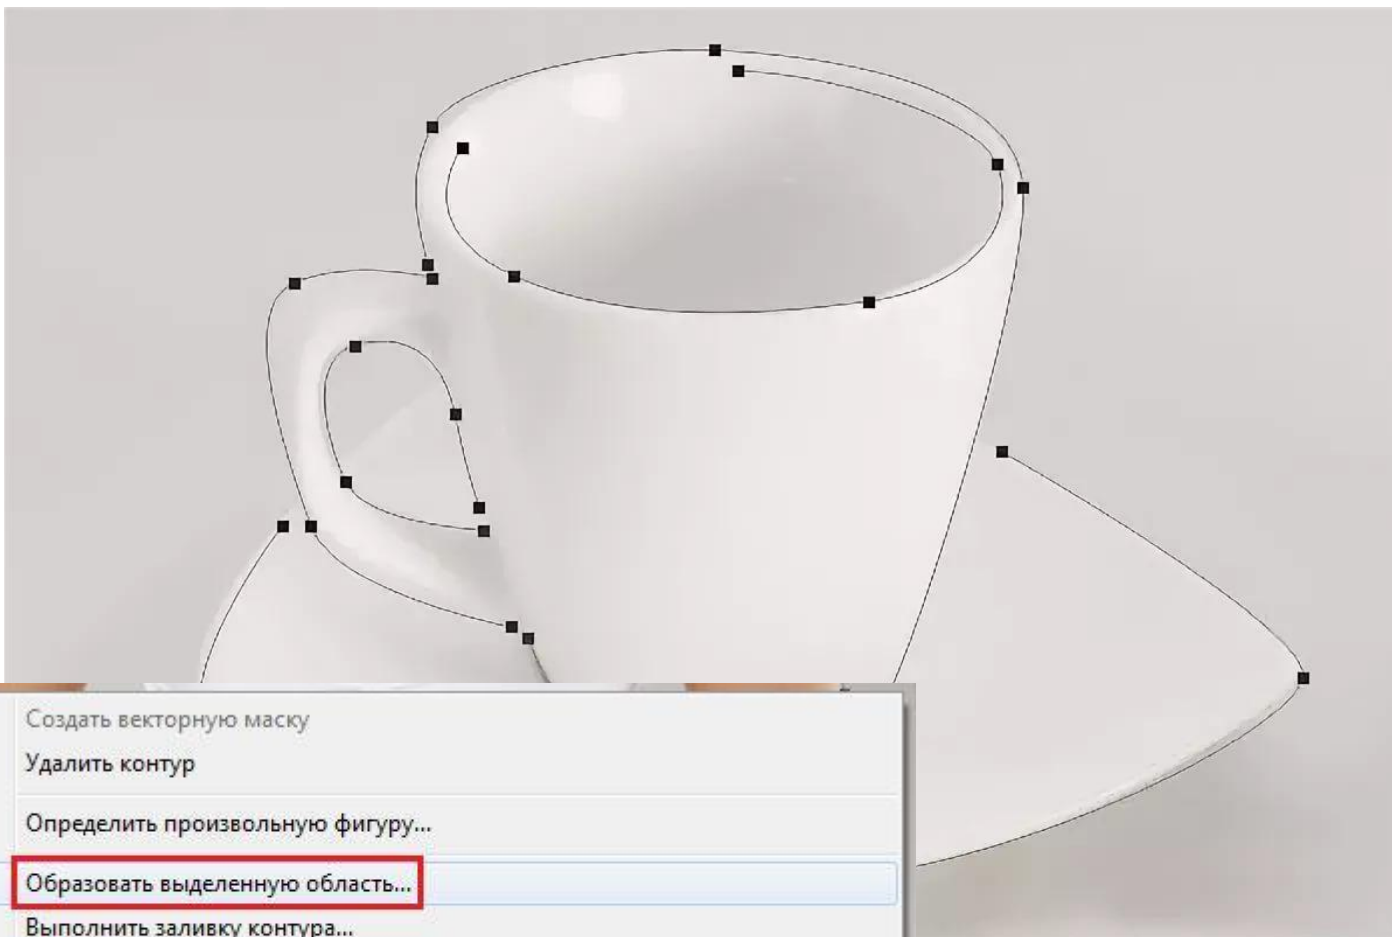 Создать векторную маску
Удалить контур
Определить произвольную фигуру...
Образовать выделенную область...
Выполнить заливку контура...